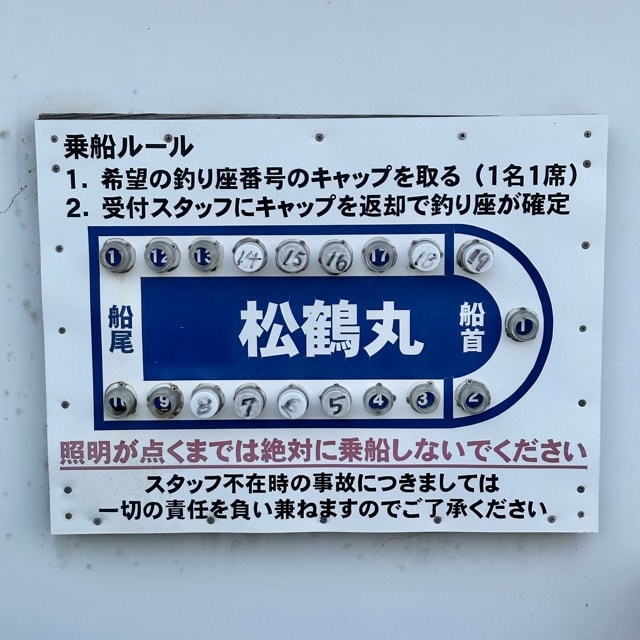 乗船ルール
1. 希望の釣り座番号のキャップを取る（1名1席）
2. 受付スタッフにキャップを返却で釣り座が確定
11 12 13 14 15 16 17 18 19
船尾 松鶴丸 船首 1
10 9 8 7 6 5 4 3 2
照明が点くまでは絶対に乗船しないでください
スタッフ不在時の事故につきましては
一切の責任を負い兼ねますのでご了承ください